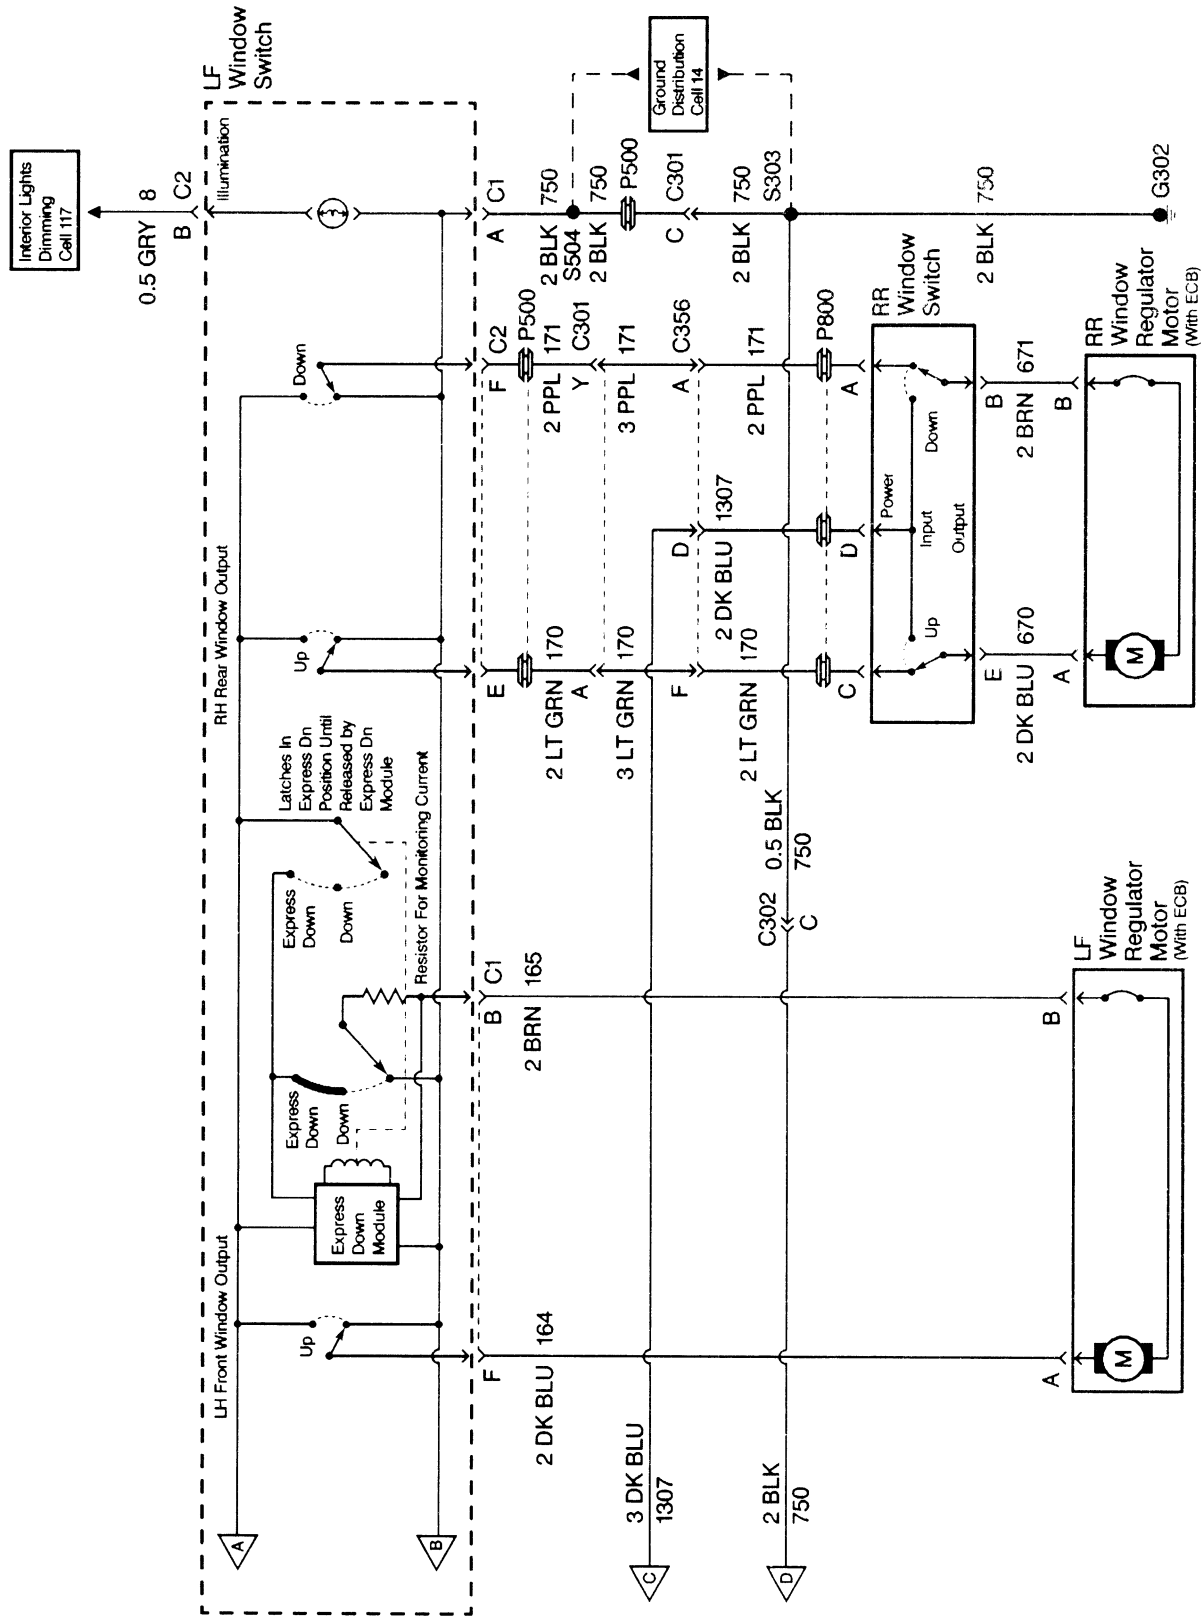 Interior Lights
Dimming
Cell 117
0.5 GRY 8
B C2
LF
Window
Switch
Illumination
C1
A
2 BLK 750
S504
2 BLK 750
P500
C301
C
2 BLK 750
S303
Ground
Distribution
Cell 14
2 BLK 750
G302
RH Rear Window Output
Down
Up
C2
F
P500
2 PPL 171
C301
Y
3 PPL 171
C356
A
2 PPL 171
P800
A
RR
Window
Switch
Power
Input
Output
Down
Up
B
2 BRN 671
B
RR
Window
Regulator
Motor
(With ECB)
M
D
2 DK BLU 1307
D
E
2 LT GRN 170
A
3 LT GRN 170
F
2 LT GRN 170
C
E
2 DK BLU 670
A
Latches In
Express Dn
Position Until
Released by
Express Dn
Module
Express
Down
Down
Resistor For Monitoring Current
Express
Down
Down
Express
Down
Module
C1
B
2 BRN 165
0.5 BLK
750
C302
C
B
LF
Window
Regulator
Motor
(With ECB)
M
A
LH Front Window Output
Up
F
2 DK BLU 164
3 DK BLU
1307
2 BLK
750
A
B
C
D